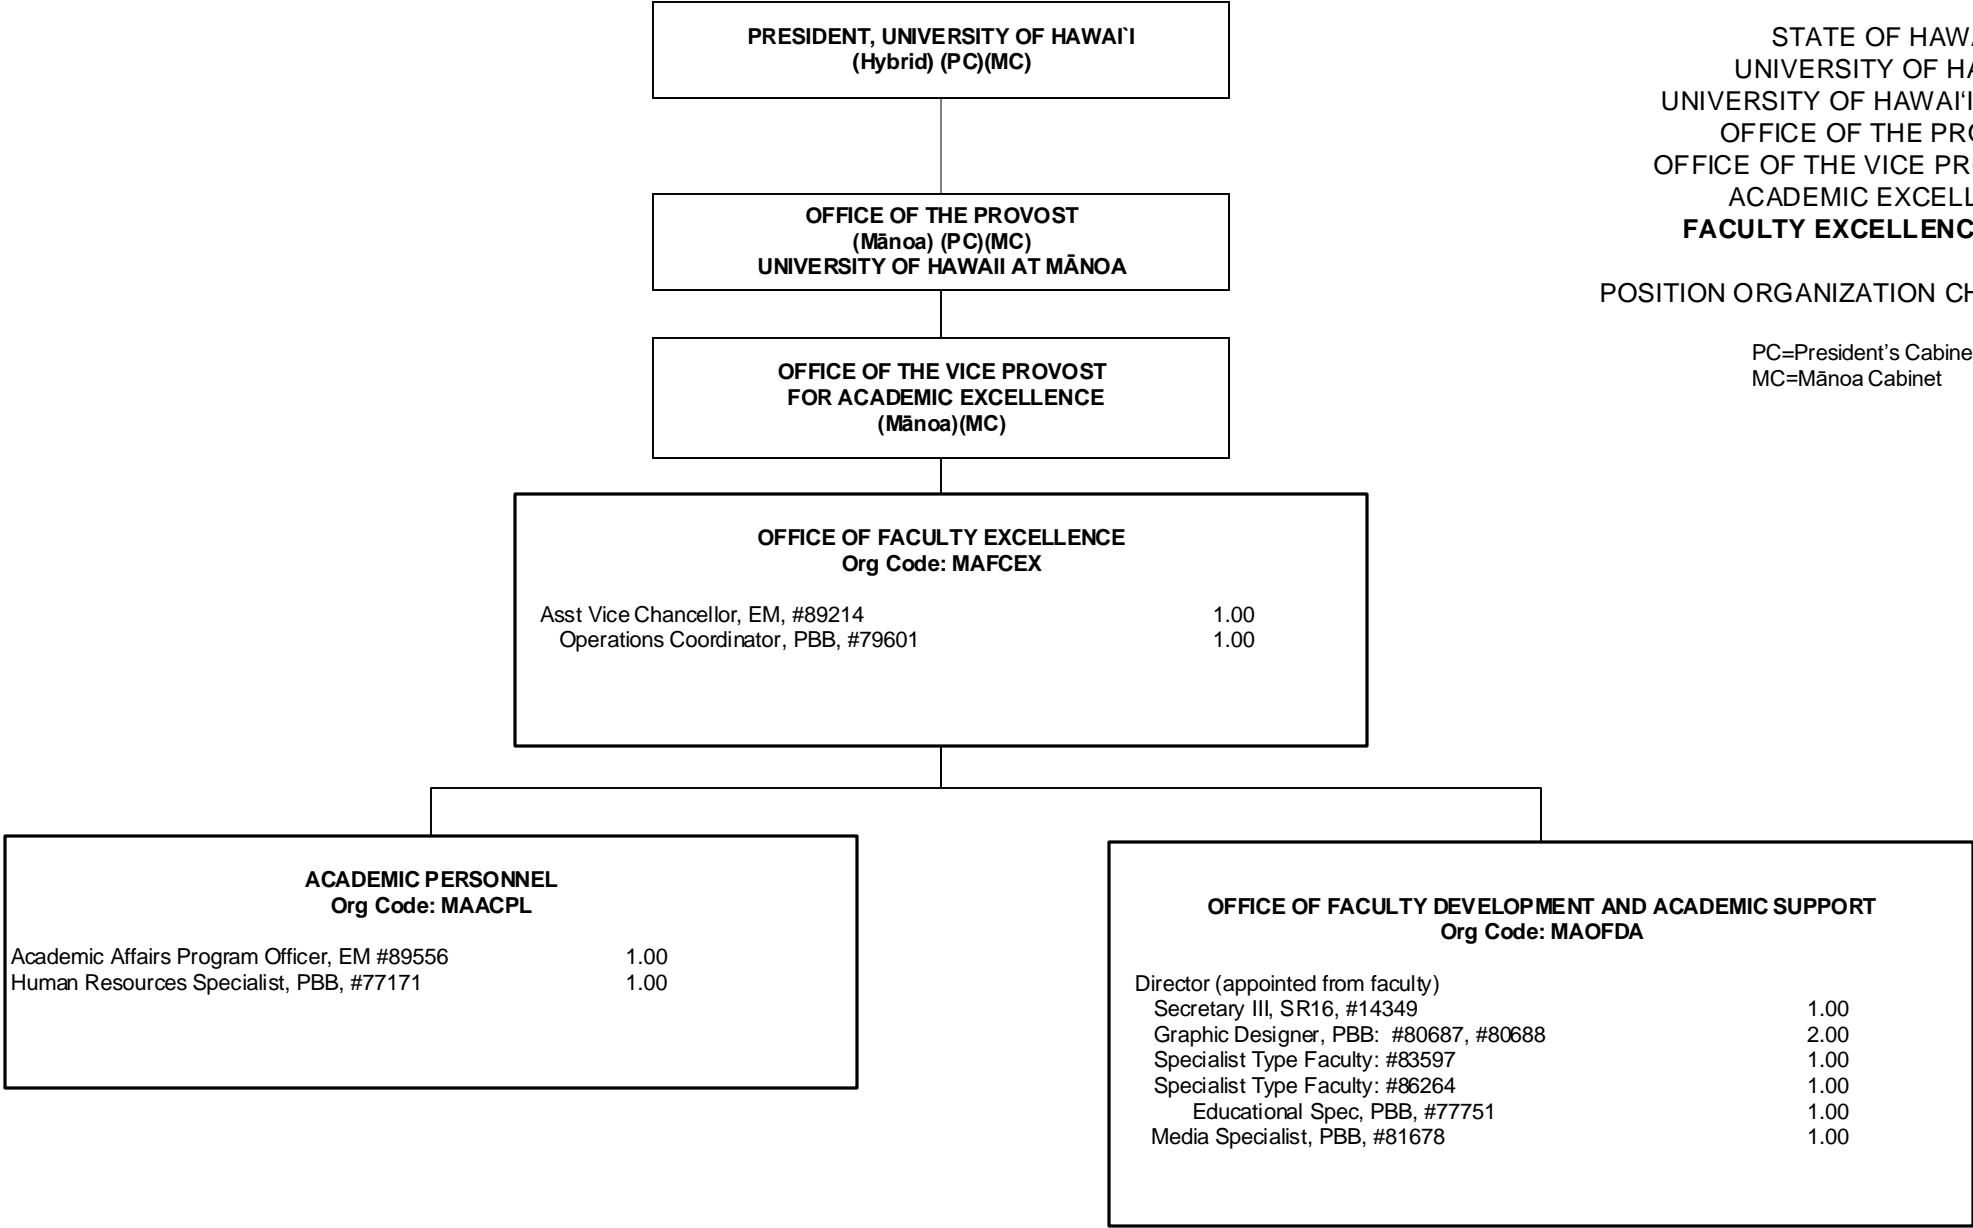 PRESIDENT, UNIVERSITY OF HAWAI`I
(Hybrid) (PC)(MC)
STATE OF HAWA
UNIVERSITY OF HA
UNIVERSITY OF HAWAI‘I
OFFICE OF THE PRO
OFFICE OF THE VICE PR
ACADEMIC EXCELL
FACULTY EXCELLENC
POSITION ORGANIZATION CH
PC=President’s Cabine
MC=Mānoa Cabinet
OFFICE OF THE PROVOST
(Mānoa) (PC)(MC)
UNIVERSITY OF HAWAII AT MĀNOA
OFFICE OF THE VICE PROVOST
FOR ACADEMIC EXCELLENCE
(Mānoa)(MC)
OFFICE OF FACULTY EXCELLENCE
Org Code: MAFCEX
Asst Vice Chancellor, EM, #89214 1.00
Operations Coordinator, PBB, #79601 1.00
ACADEMIC PERSONNEL
Org Code: MAACPL
Academic Affairs Program Officer, EM #89556 1.00
Human Resources Specialist, PBB, #77171 1.00
OFFICE OF FACULTY DEVELOPMENT AND ACADEMIC SUPPORT
Org Code: MAOFDA
Director (appointed from faculty)
Secretary III, SR16, #14349 1.00
Graphic Designer, PBB: #80687, #80688 2.00
Specialist Type Faculty: #83597 1.00
Specialist Type Faculty: #86264 1.00
Educational Spec, PBB, #77751 1.00
Media Specialist, PBB, #81678 1.00